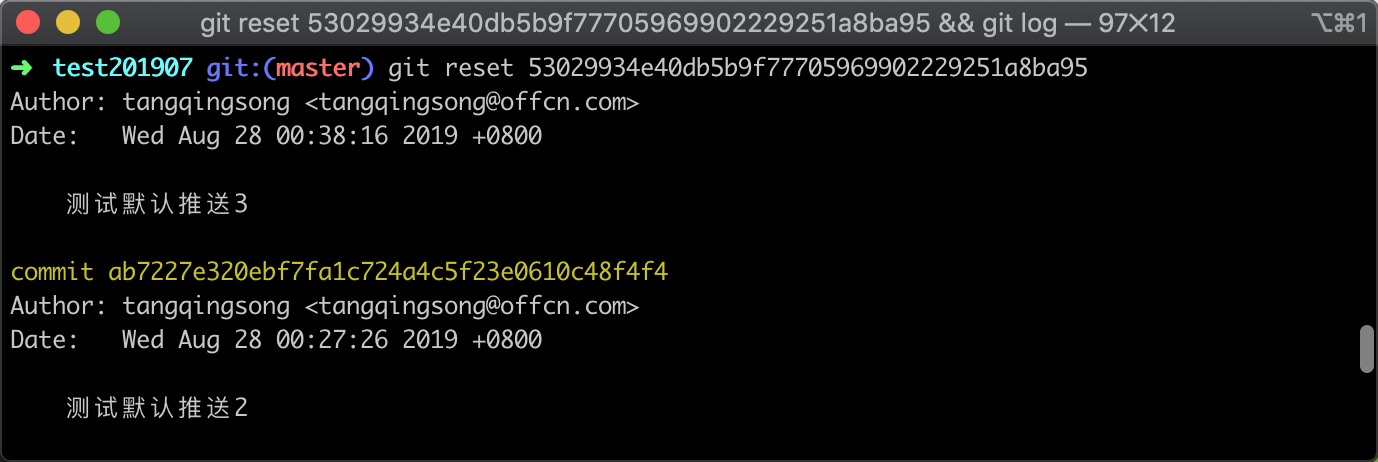 git reset 53029934e40db5b9f77705969902229251a8ba95 && git log — 97×12 ⌥⌘1
➜ test201907 git:(master) git reset 53029934e40db5b9f77705969902229251a8ba95
Author: tangqingsong <tangqingsong@offcn.com>
Date: Wed Aug 28 00:38:16 2019 +0800
测试默认推送3
commit ab7227e320ebf7fa1c724a4c5f23e0610c48f4f4
Author: tangqingsong <tangqingsong@offcn.com>
Date: Wed Aug 28 00:27:26 2019 +0800
测试默认推送2